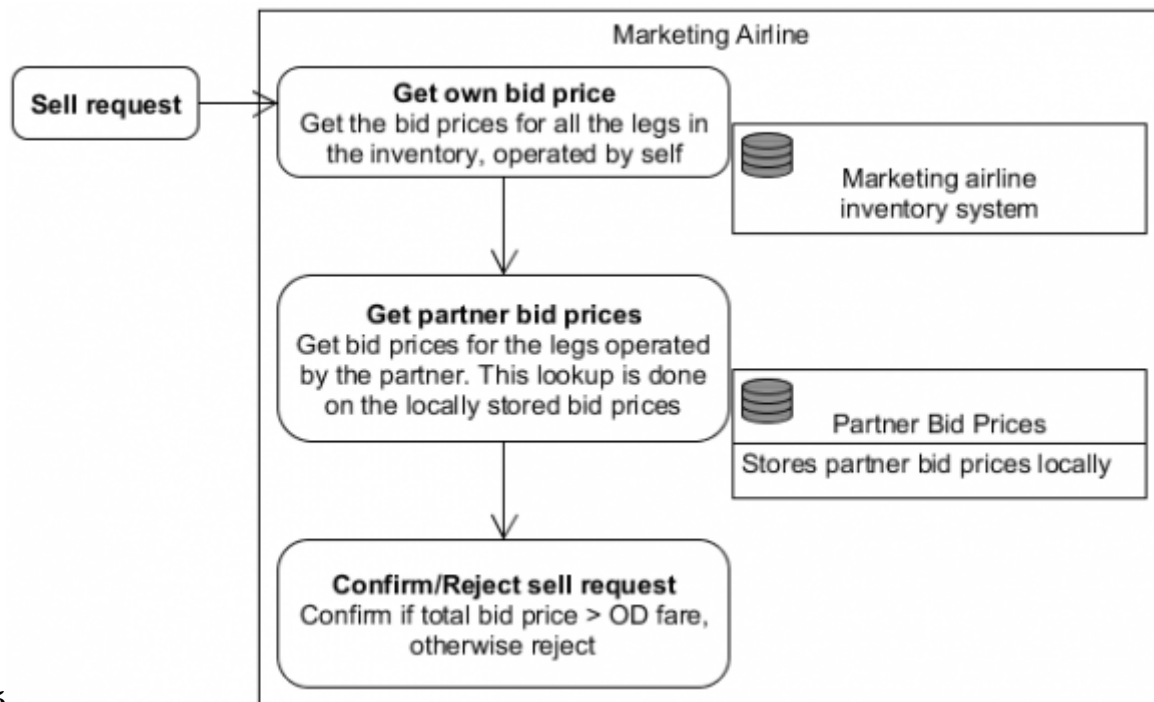 Marketing Airline
Sell request
Get own bid price
Get the bid prices for all the legs in
the inventory, operated by self
Marketing airline
inventory system
Get partner bid prices
Get bid prices for the legs operated
by the partner. This lookup is done
on the locally stored bid prices
Partner Bid Prices
Stores partner bid prices locally
Confirm/Reject sell request
Confirm if total bid price > OD fare,
otherwise reject